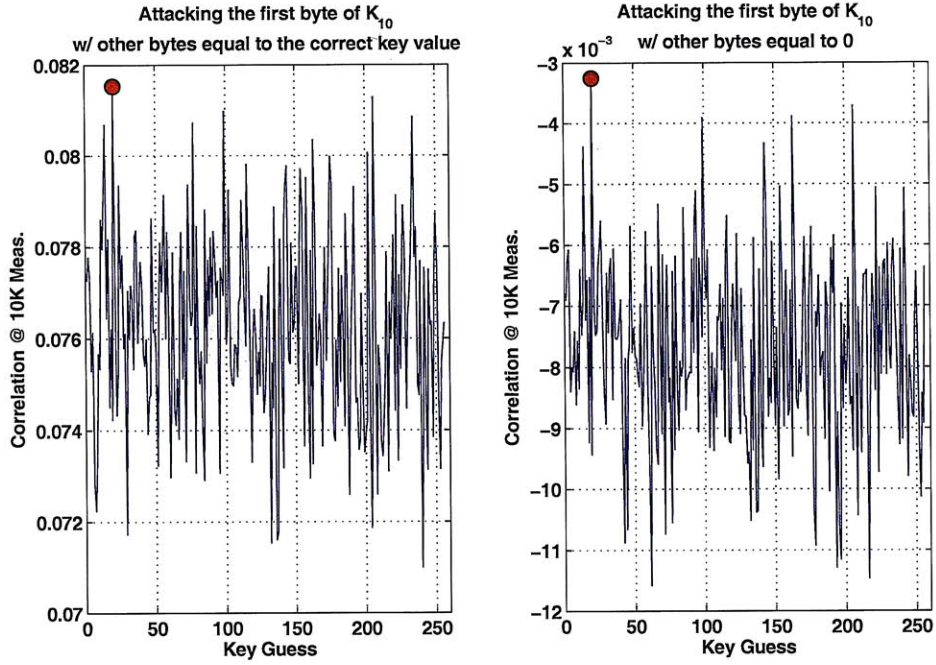 Attacking the first byte of K10
w/ other bytes equal to the correct key value
0.082
0.08
0.078
0.076
0.074
0.072
0.07
Correlation @ 10K Meas.
0 50 100 150 200 250
Key Guess
Attacking the first byte of K10
w/ other bytes equal to 0
x 10−3
−3
−4
−5
−6
−7
−8
−9
−10
−11
−12
Correlation @ 10K Meas.
0 50 100 150 200 250
Key Guess